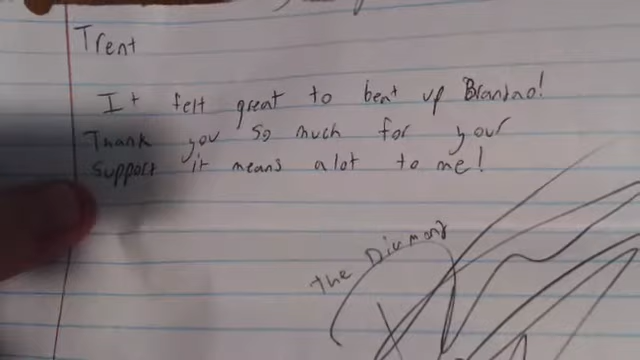 Trent
It felt great to beat up Brandao!
Thank you so much for your
support it means alot to me!
The Diamond